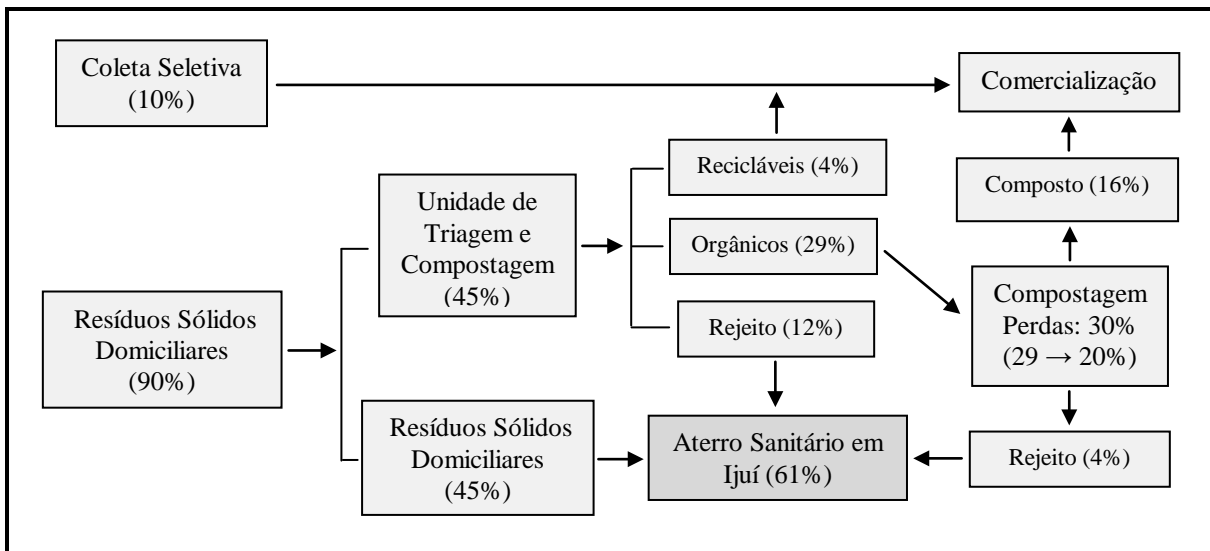 Coleta Seletiva
(10%)
Comercialização
Recicláveis (4%)
Composto (16%)
Unidade de
Triagem e
Compostagem
(45%)
Orgânicos (29%)
Resíduos Sólidos
Domiciliares
(90%)
Rejeito (12%)
Compostagem
Perdas: 30%
(29 → 20%)
Resíduos Sólidos
Domiciliares
(45%)
Aterro Sanitário em
Ijuí (61%)
Rejeito (4%)